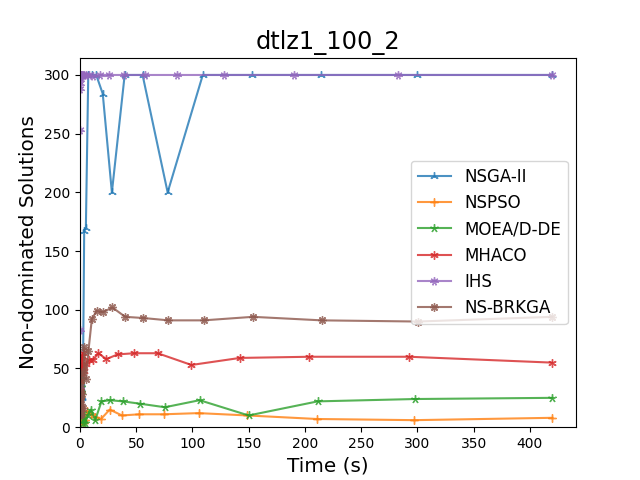 dtlz1_100_2
Non-dominated Solutions
300
250
200
150
100
50
0
NSGA-II
NSPSO
MOEA/D-DE
MHACO
IHS
NS-BRKGA
0 50 100 150 200 250 300 350 400
Time (s)